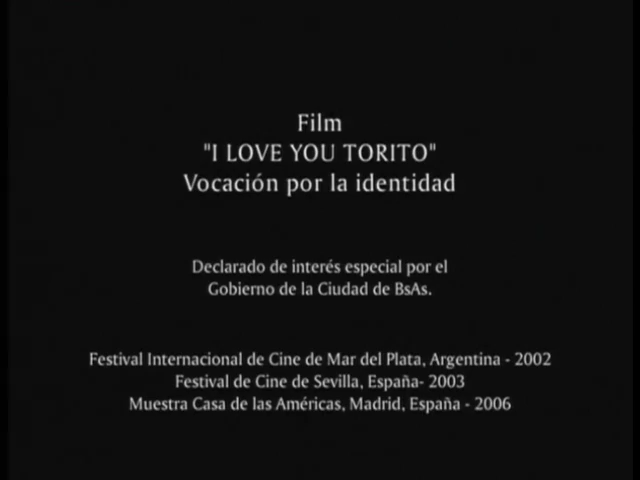 Film
"I LOVE YOU TORITO"
Vocación por la identidad
Declarado de interés especial por el
Gobierno de la Ciudad de BsAs.
Festival Internacional de Cine de Mar del Plata, Argentina - 2002
Festival de Cine de Sevilla, España- 2003
Muestra Casa de las Américas, Madrid, España - 2006